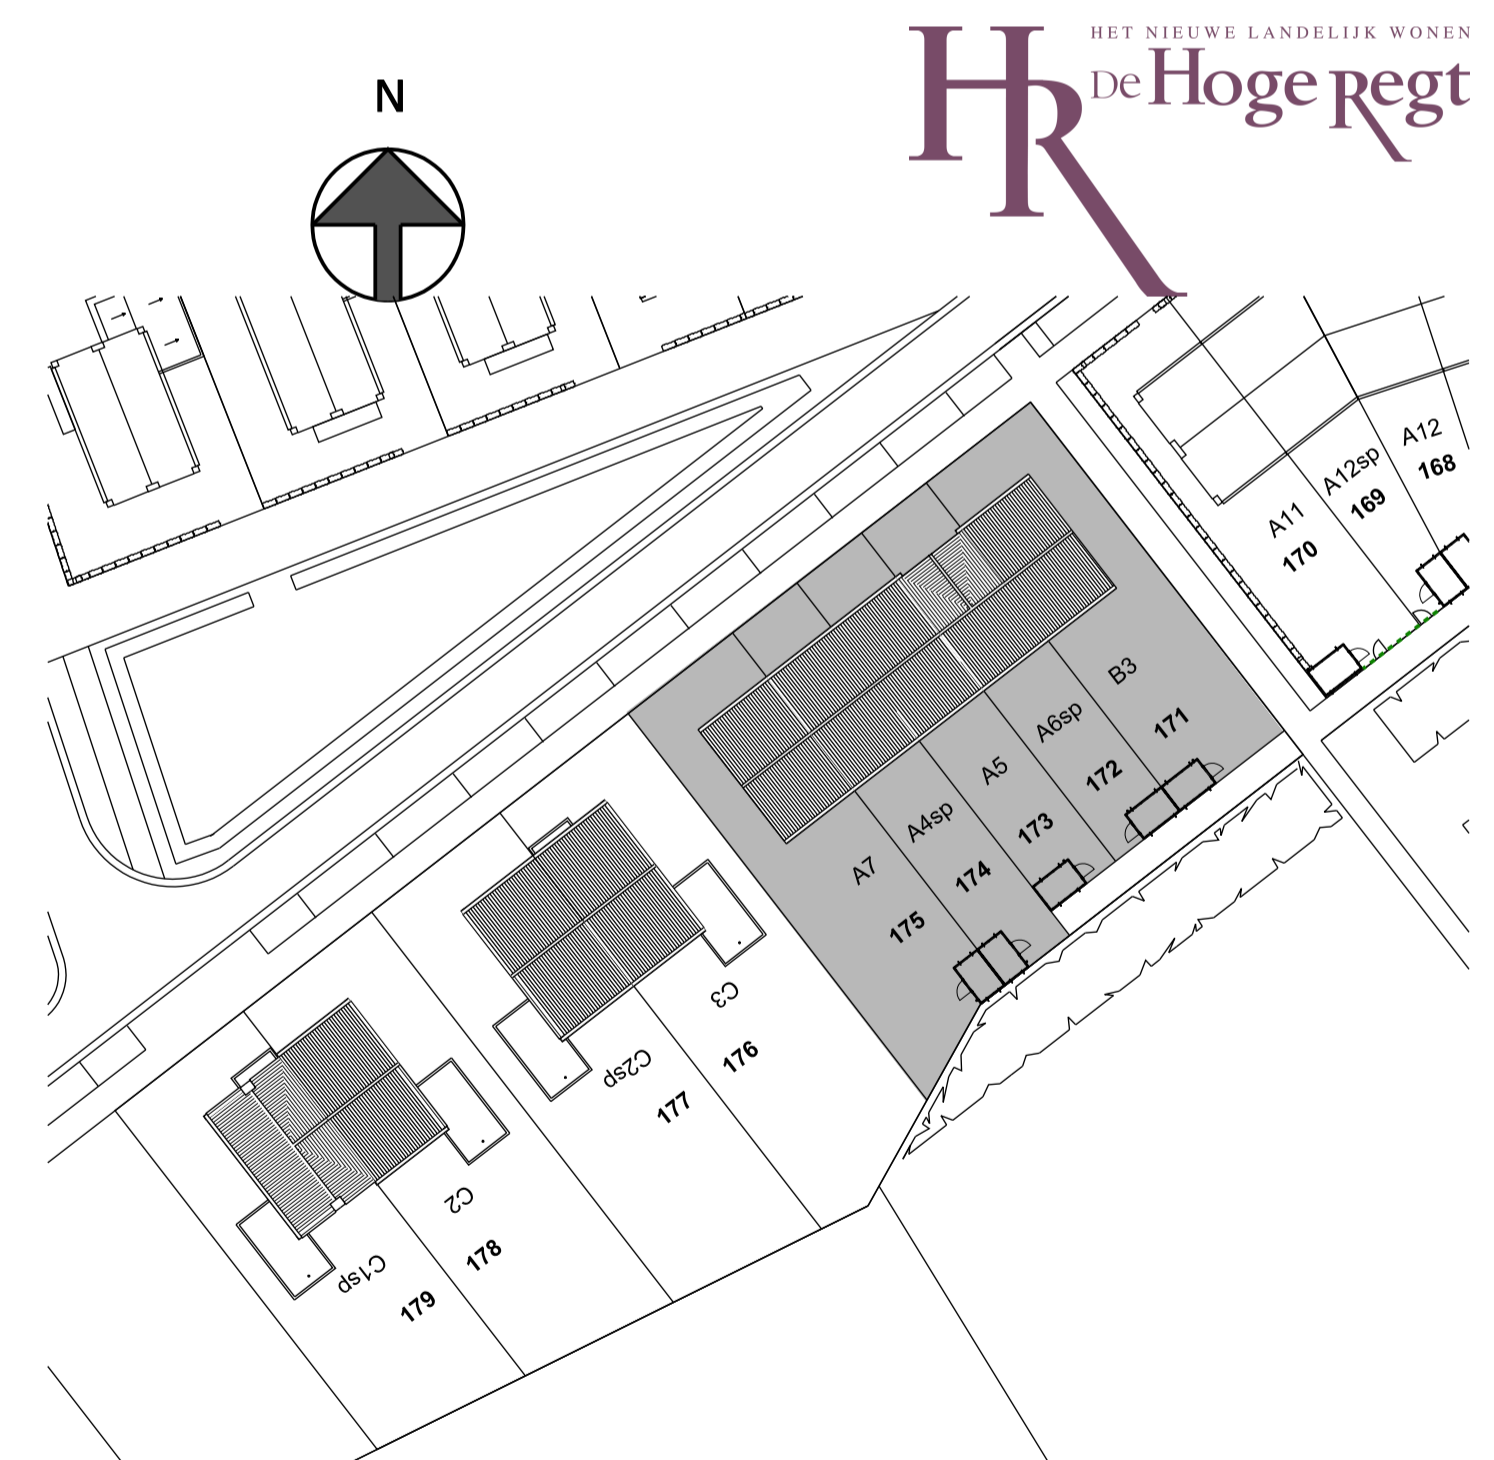 N
HET NIEUWE LANDELIJK WONEN
HR
De Hoge Regt
A12
168
A12sp
169
A11
170
B3
171
A6sp
172
A5
173
A4sp
174
A7
175
C3
176
C2sp
177
C2
178
C1sp
179